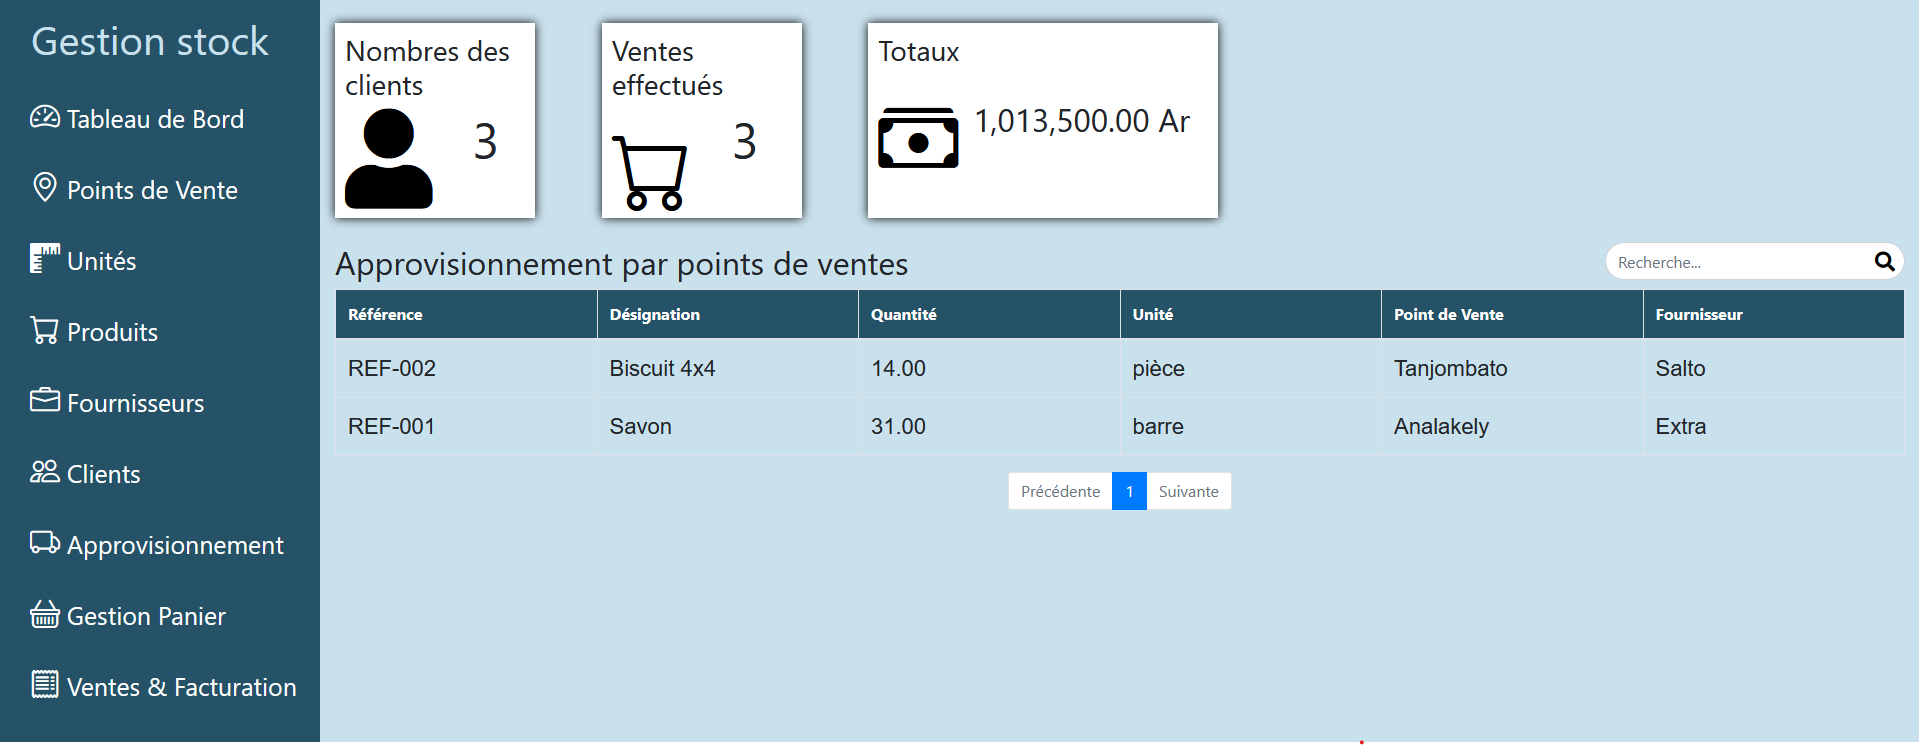 Gestion stock
Tableau de Bord
Points de Vente
Unités
Produits
Fournisseurs
Clients
Approvisionnement
Gestion Panier
Ventes & Facturation
Nombres des
clients
3
Ventes
effectués
3
Totaux
1,013,500.00 Ar
Approvisionnement par points de ventes
Recherche...
Référence Désignation Quantité Unité Point de Vente Fournisseur
REF-002 Biscuit 4x4 14.00 pièce Tanjombato Salto
REF-001 Savon 31.00 barre Analakely Extra
Précédente 1 Suivante